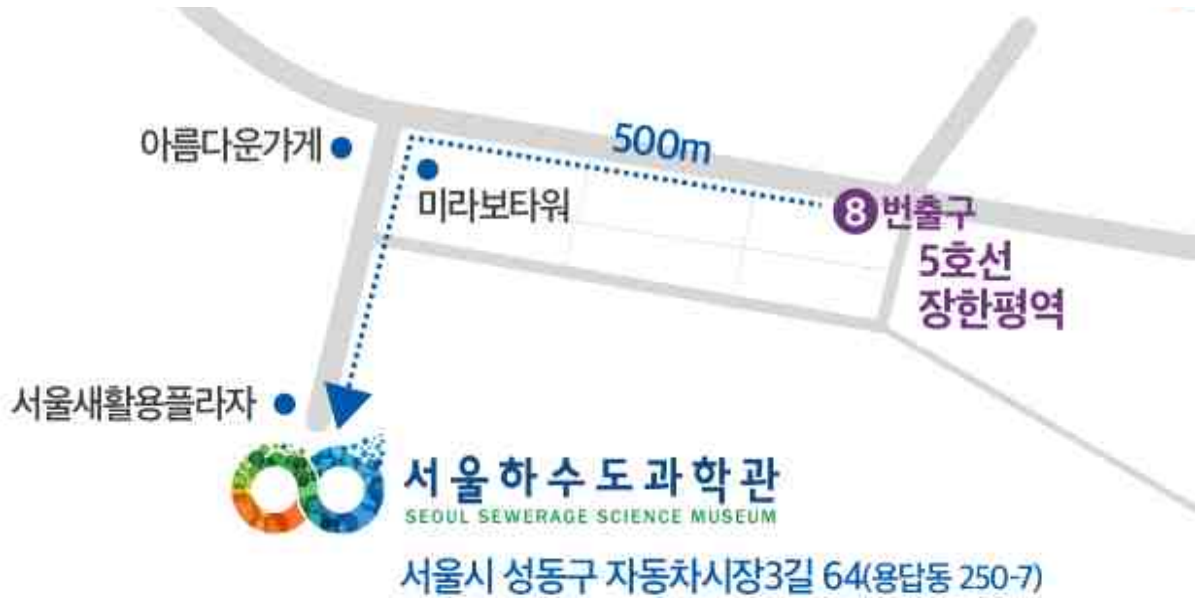 500m
아름다운가게
미라보타워
8번출구
5호선
장한평역
서울새활용플라자
서울하수도과학관
SEOUL SEWERAGE SCIENCE MUSEUM
서울시 성동구 자동차시장3길 64(용답동 250-7)